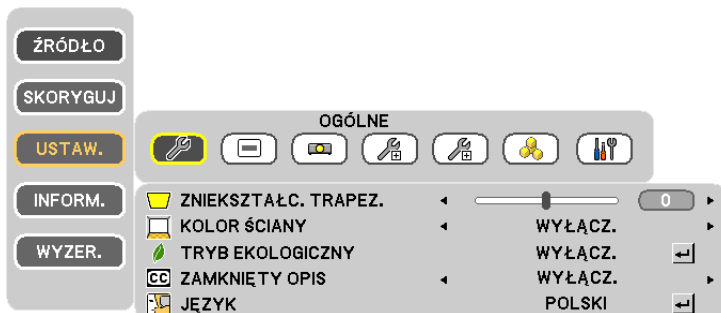 ŹRÓDŁO
SKORYGUJ
USTAW.
INFORM.
WYZER.
OGÓLNE
ZNIEKSZTAŁC. TRAPEZ. 0
KOLOR ŚCIANY WYŁĄCZ.
TRYB EKOLOGICZNY WYŁĄCZ.
CC ZAMKNIĘTY OPIS WYŁĄCZ.
JĘZYK POLSKI